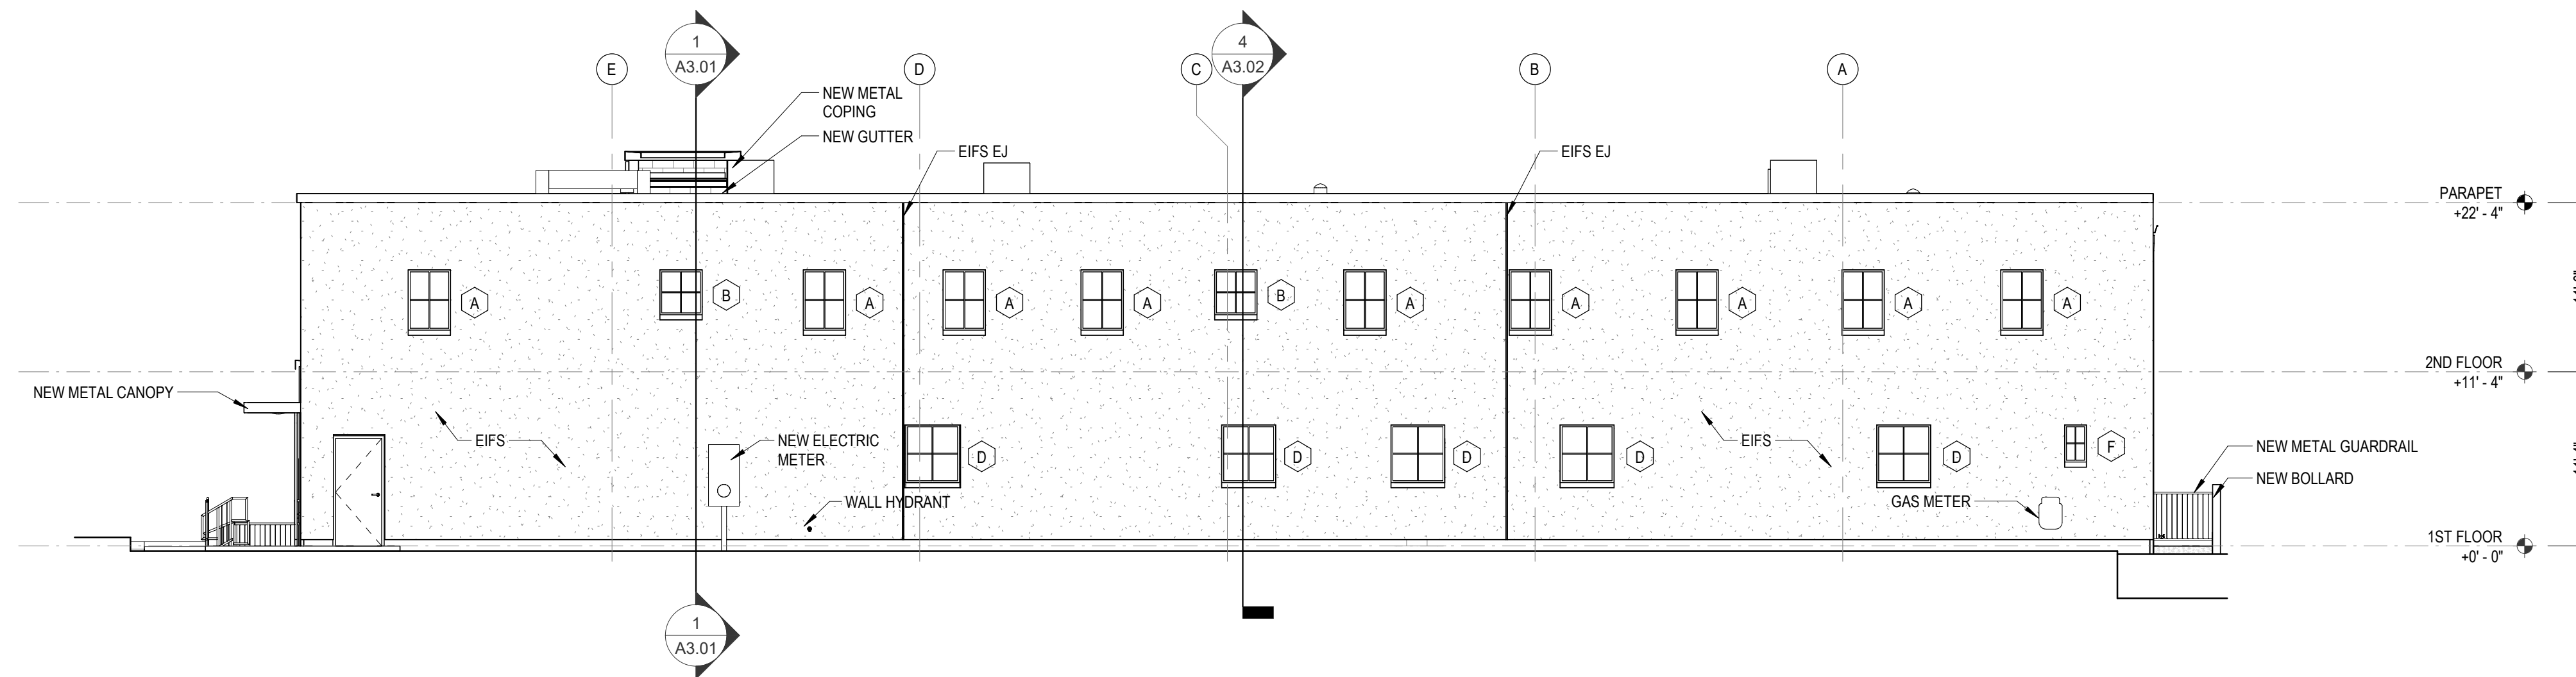 1
A3.01
4
A3.02
E
D
C
B
A
NEW METAL
COPING
NEW GUTTER
EIFS EJ
EIFS EJ
PARAPET
+22' - 4"
A
B
A
A
A
B
A
A
A
A
A
2ND FLOOR
+11' - 4"
NEW METAL CANOPY
EIFS
NEW ELECTRIC
METER
D
D
D
D
EIFS
D
F
NEW METAL GUARDRAIL
NEW BOLLARD
WALL HYDRANT
GAS METER
1ST FLOOR
+0' - 0"
1
A3.01